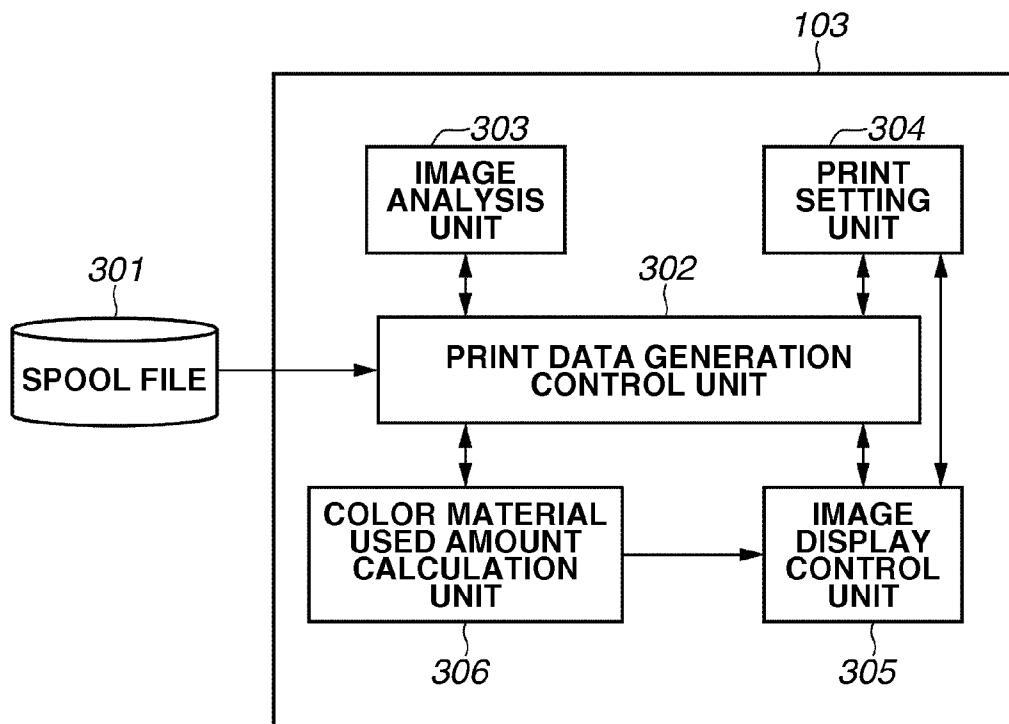 103
303
IMAGE
ANALYSIS
UNIT
304
PRINT
SETTING
UNIT
301
SPOOL FILE
302
PRINT DATA GENERATION
CONTROL UNIT
COLOR MATERIAL
USED AMOUNT
CALCULATION
UNIT
306
IMAGE
DISPLAY
CONTROL
UNIT
305